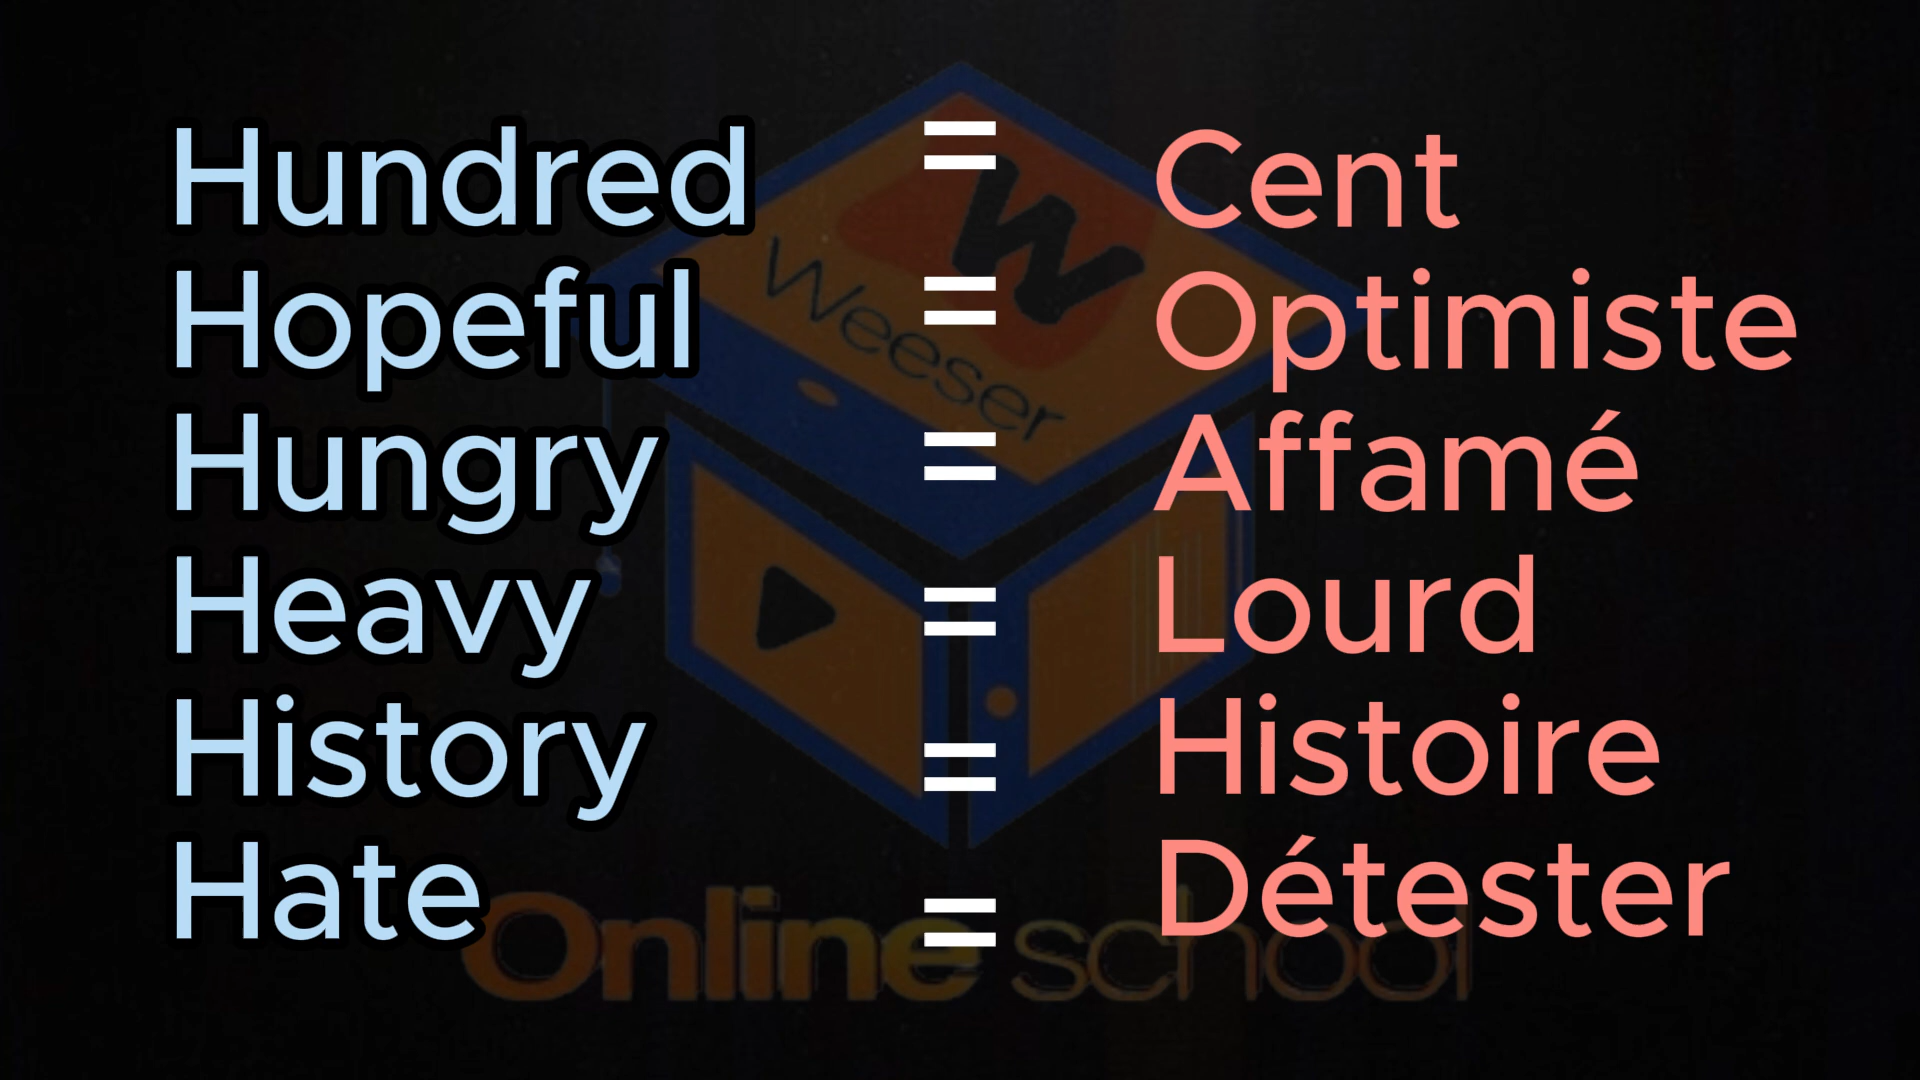 Hundred = Cent
Hopeful = Optimiste
Hungry = Affamé
Heavy = Lourd
History = Histoire
Hate = Détester
W
Weeser
Online school